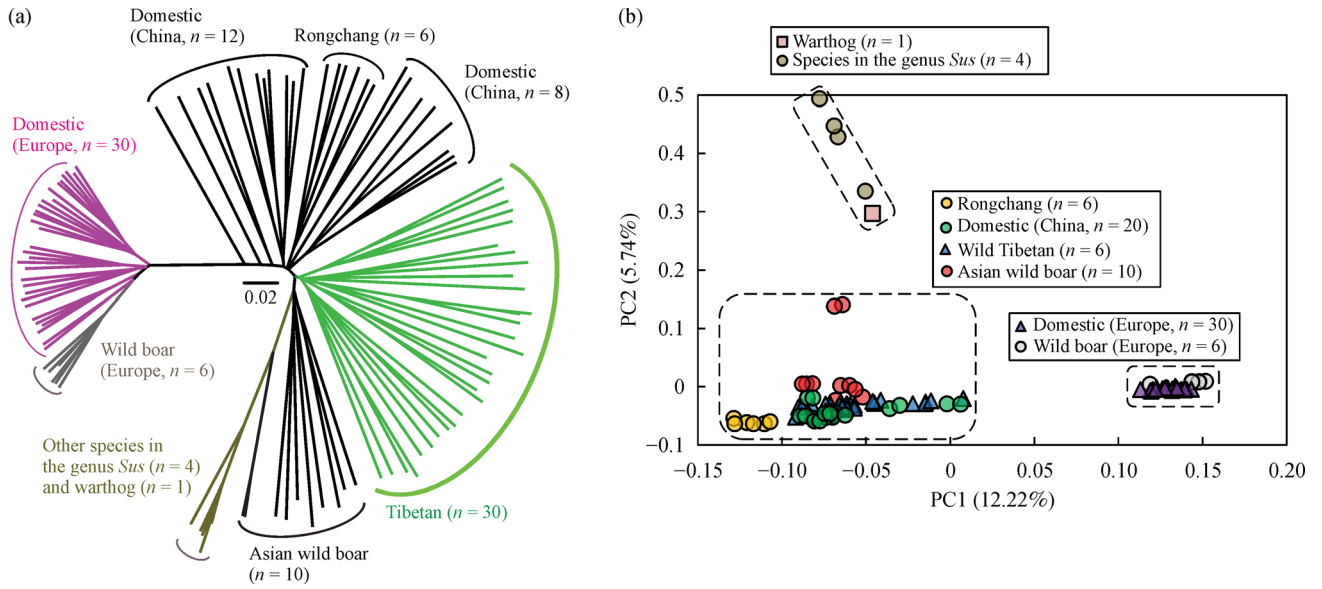 (a)
Domestic
(China, n = 12)
Rongchang (n = 6)
Domestic
(China, n = 8)
Domestic
(Europe, n = 30)
0.02
Wild boar
(Europe, n = 6)
Other species in
the genus Sus (n = 4)
and warthog (n = 1)
Tibetan (n = 30)
Asian wild boar
(n = 10)
(b)
Warthog (n = 1)
Species in the genus Sus (n = 4)
0.5
0.4
0.3
0.2
0.1
0
−0.1
PC2 (5.74%)
Rongchang (n = 6)
Domestic (China, n = 20)
Wild Tibetan (n = 6)
Asian wild boar (n = 10)
Domestic (Europe, n = 30)
Wild boar (Europe, n = 6)
−0.15
−0.10
−0.05
0
0.05
0.10
0.15
0.20
PC1 (12.22%)